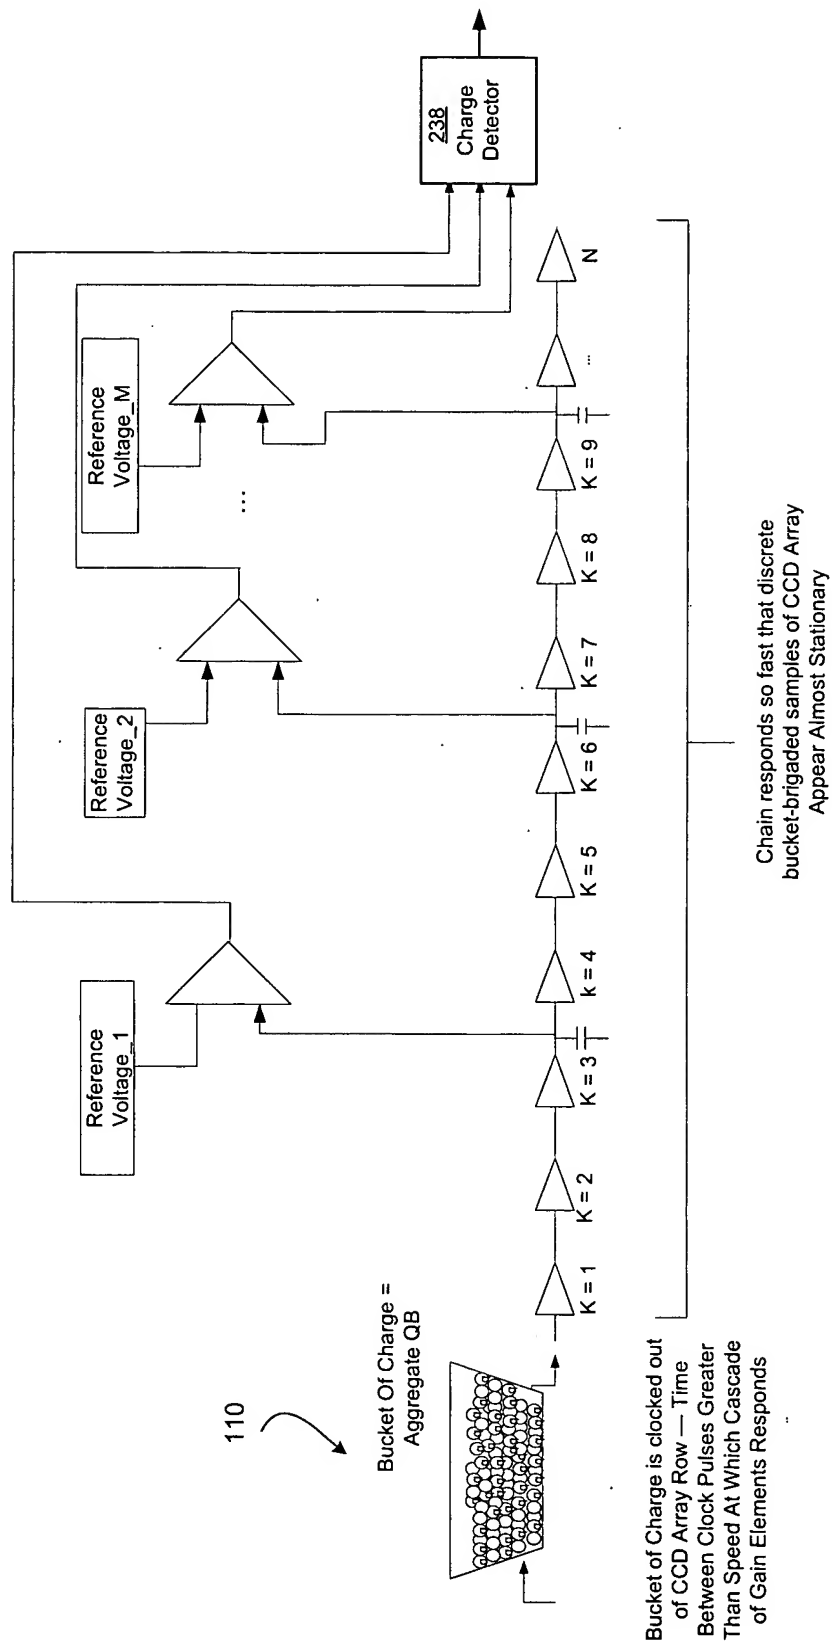 238
Charge
Detector
Reference
Voltage_M
...
Reference
Voltage_2
Reference
Voltage_1
110
Bucket Of Charge =
Aggregate QB
K = 1
K = 2
K = 3
k = 4
K = 5
K = 6
K = 7
K = 8
K = 9
...
N
Bucket of Charge is clocked out
of CCD Array Row — Time
Between Clock Pulses Greater
Than Speed At Which Cascade
of Gain Elements Responds
Chain responds so fast that discrete
bucket-brigaded samples of CCD Array
Appear Almost Stationary